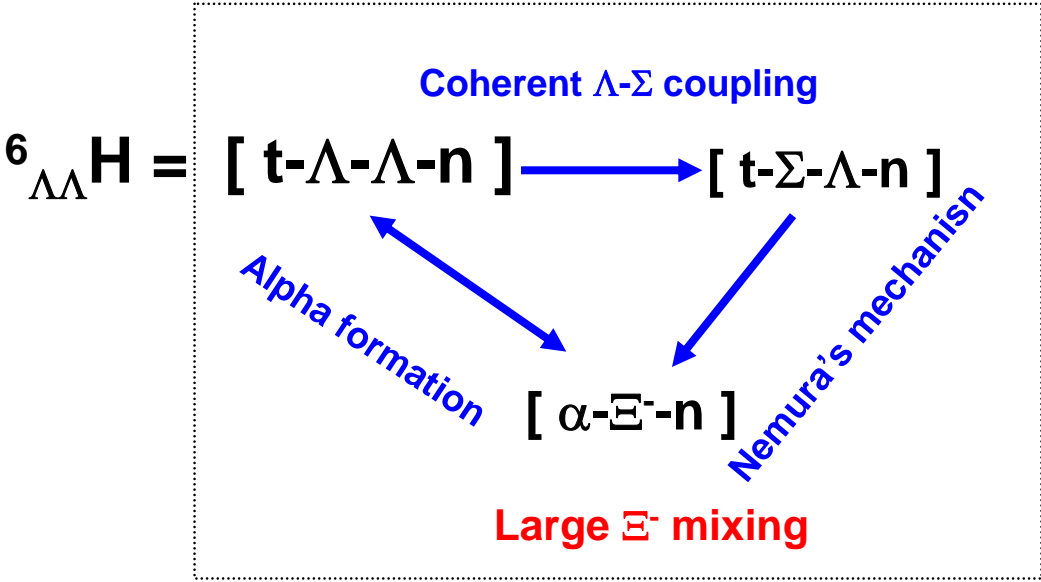 Coherent Λ-Σ coupling
⁶ΛΛH = [ t-Λ-Λ-n ]
[ t-Σ-Λ-n ]
Alpha formation
Nemura's mechanisn
[ α-Ξ⁻-n ]
Large Ξ⁻ mixing